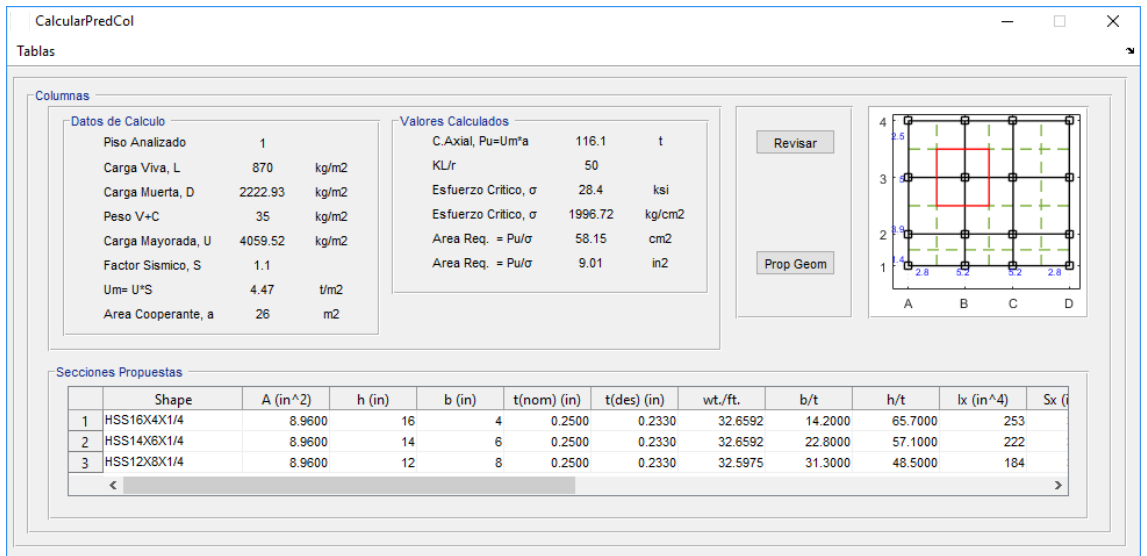 CalcularPredCol
Tablas
Columnas
Datos de Calculo
Piso Analizado 1
Carga Viva, L 870 kg/m2
Carga Muerta, D 2222.93 kg/m2
Peso V+C 35 kg/m2
Carga Mayorada, U 4059.52 kg/m2
Factor Sismico, S 1.1
Um= U*S 4.47 t/m2
Area Cooperante, a 26 m2
Valores Calculados
C.Axial, Pu=Um*a 116.1 t
KL/r 50
Esfuerzo Critico, σ 28.4 ksi
Esfuerzo Critico, σ 1996.72 kg/cm2
Area Req. = Pu/σ 58.15 cm2
Area Req. = Pu/σ 9.01 in2
Revisar
Prop Geom
4
2.5
3 5
2 3.9
1.4
1
2.8 5.2 5.2 2.8
A B C D
Secciones Propuestas
Shape A (in^2) h (in) b (in) t(nom) (in) t(des) (in) wt./ft. b/t h/t Ix (in^4) Sx (i
1 HSS16X4X1/4 8.9600 16 4 0.2500 0.2330 32.6592 14.2000 65.7000 253
2 HSS14X6X1/4 8.9600 14 6 0.2500 0.2330 32.6592 22.8000 57.1000 222
3 HSS12X8X1/4 8.9600 12 8 0.2500 0.2330 32.5975 31.3000 48.5000 184